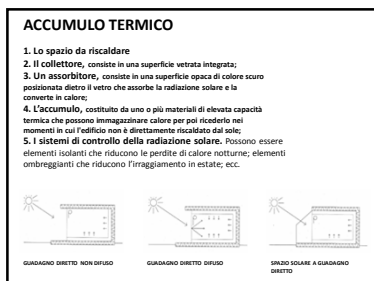 ACCUMULO TERMICO
1. Lo spazio da riscaldare
2. Il collettore, consiste in una superficie vetrata integrata;
3. Un assorbitore, consiste in una superficie opaca di colore scuro
posizionata dietro il vetro che assorbe la radiazione solare e la
converte in calore;
4. L'accumulo, costituito da uno o più materiali di elevata capacità
termica che possono immagazzinare calore per poi ricederlo nei
momenti in cui l'edificio non è direttamente riscaldato dal sole;
5. I sistemi di controllo della radiazione solare. Possono essere
elementi isolanti che riducono le perdite di calore notturne; elementi
ombreggianti che riducono l'irraggiamento in estate; ecc.
GUADAGNO DIRETTO NON DIFUSO
GUADAGNO DIRETTO DIFUSO
SPAZIO SOLARE A GUADAGNO
DIRETTO